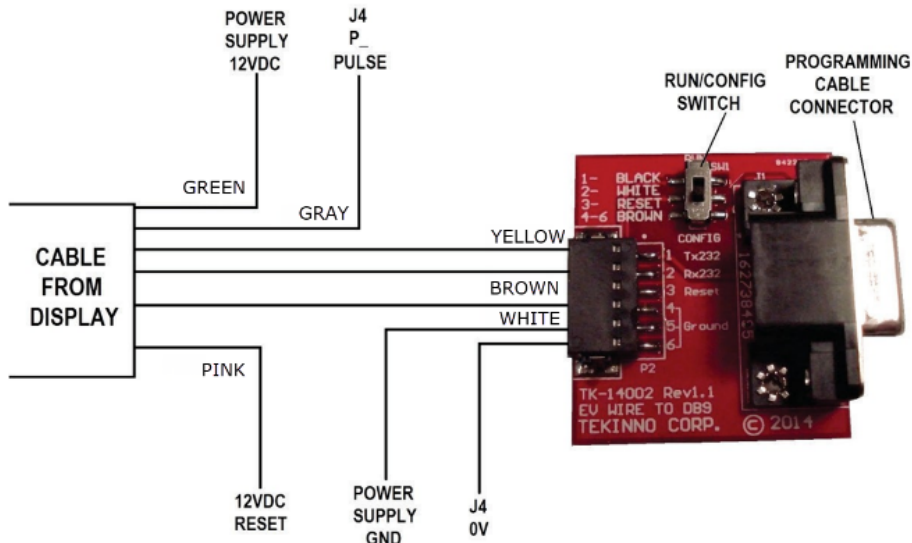 POWER
SUPPLY
12VDC
J4
P_
PULSE
RUN/CONFIG
SWITCH
PROGRAMMING
CABLE
CONNECTOR
GREEN
GRAY
YELLOW
BROWN
WHITE
PINK
CABLE
FROM
DISPLAY
12VDC
RESET
POWER
SUPPLY
GND
J4
0V
SW1
1- BLACK
2- WHITE
3- RESET
4-6 BROWN
CONFIG
1 Tx232
2 Rx232
3 Reset
4
5 Ground
6
P2
162738495
TK-14002 Rev1.1
EV WIRE TO DB9
TEKINNO CORP. © 2014